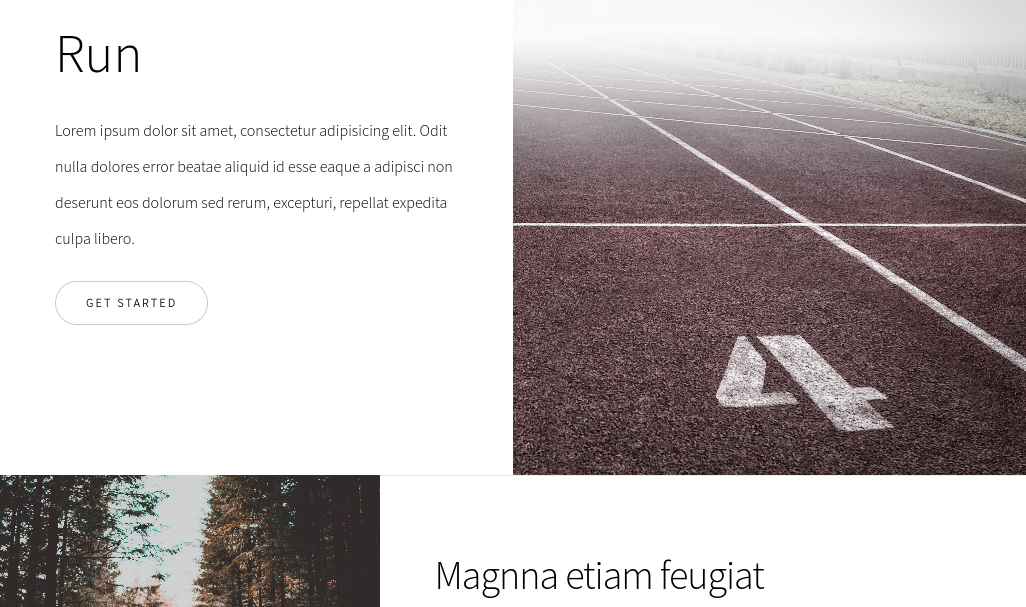 Run
Lorem ipsum dolor sit amet, consectetur adipisicing elit. Odit
nulla dolores error beatae aliquid id esse eaque a adipisci non
deserunt eos dolorum sed rerum, excepturi, repellat expedita
culpa libero.
GET STARTED
4
Magnna etiam feugiat